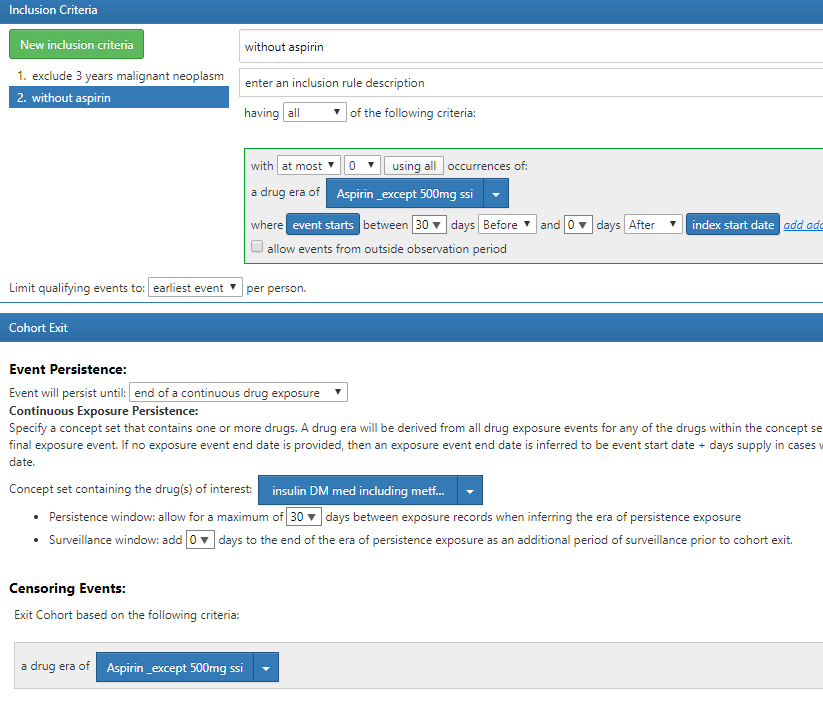 Inclusion Criteria
New inclusion criteria
without aspirin
1. exclude 3 years malignant neoplasm
enter an inclusion rule description
2. without aspirin
having all of the following criteria:
with at most 0 using all occurrences of:
a drug era of Aspirin _except 500mg ssi
where event starts between 30 days Before and 0 days After index start date add
allow events from outside observation period
Limit qualifying events to: earliest event per person.
Cohort Exit
Event Persistence:
Event will persist until: end of a continuous drug exposure
Continuous Exposure Persistence:
Specify a concept set that contains one or more drugs. A drug era will be derived from all drug exposure events for any of the drugs within the concept se
final exposure event. If no exposure event end date is provided, then an exposure event end date is inferred to be event start date + days supply in cases
date.
Concept set containing the drug(s) of interest: insulin DM med including metf...
• Persistence window: allow for a maximum of 30 days between exposure records when inferring the era of persistence exposure
• Surveillance window: add 0 days to the end of the era of persistence exposure as an additional period of surveillance prior to cohort exit.
Censoring Events:
Exit Cohort based on the following criteria:
a drug era of Aspirin _except 500mg ssi